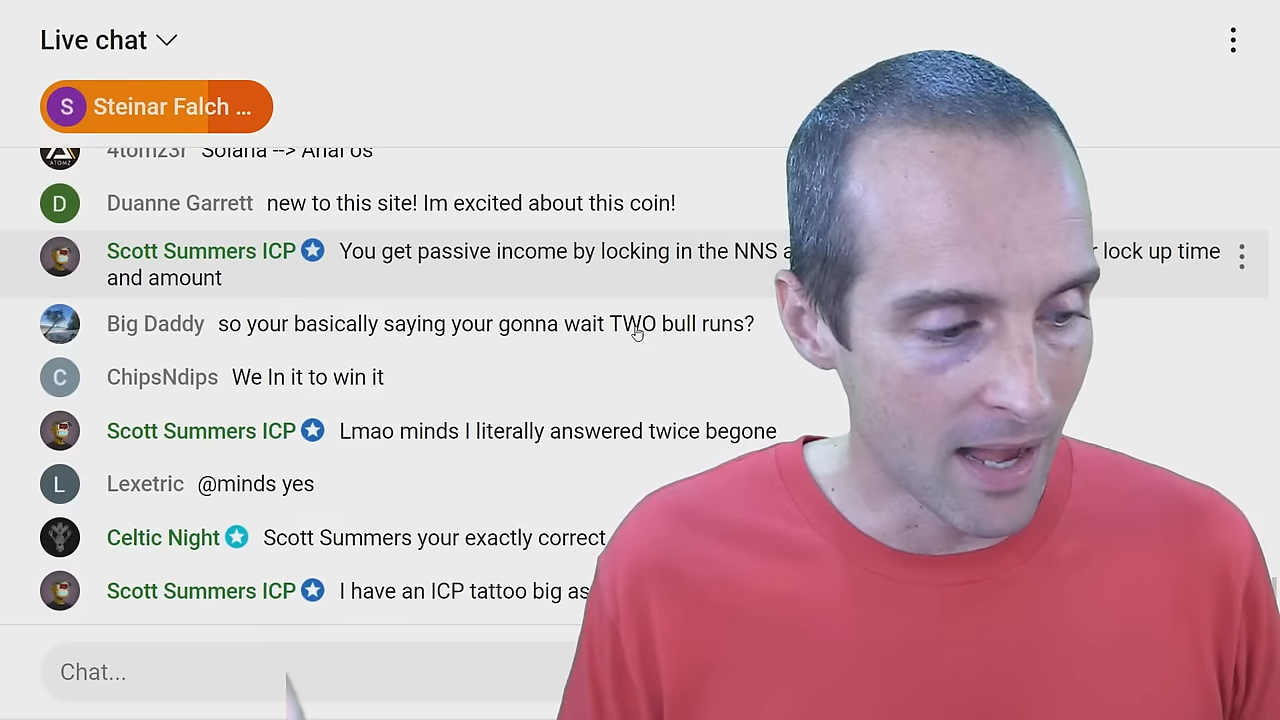 Live chat
S Steinar Falch ...
4tomz3r Solana -->
ATOMZ
D Duanne Garrett new to this site! Im excited about this coin!
Scott Summers ICP You get passive income by locking in the NNS a lock up time
and amount
Big Daddy so your basically saying your gonna wait TWO bull runs?
C ChipsNdips We In it to win it
Scott Summers ICP Lmao minds I literally answered twice begone
L Lexetric @minds yes
Celtic Night Scott Summers your exactly correct
Scott Summers ICP I have an ICP tattoo big as
Chat...